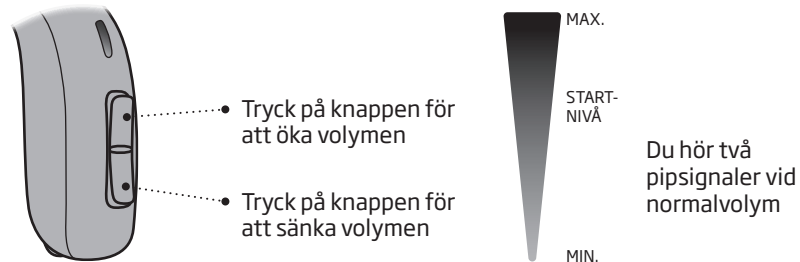 Tryck på knappen för
att öka volymen
Tryck på knappen för
att sänka volymen
MAX.
START-
NIVÅ
MIN.
Du hör två
pipsignaler vid
normalvolym